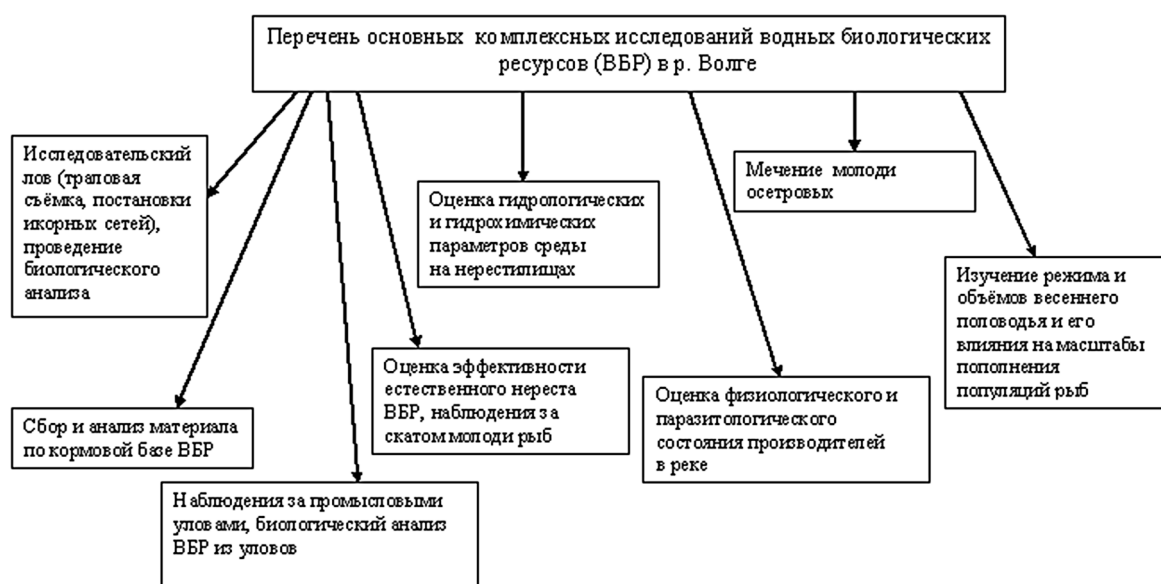 Перечень основных комплексных исследований водных биологических
ресурсов (ВБР) в р. Волге
Исследовательский
лов (траловая
съёмка, постановки
икорных сетей),
проведение
биологического
анализа
Оценка гидрологических
и гидрохимических
параметров среды
на нерестилищах
Мечение молоди
осетровых
Изучение режима и
объёмов весеннего
половодья и его
влияния на масштабы
пополнения
популяций рыб
Сбор и анализ материала
по кормовой базе ВБР
Оценка эффективности
естественного нереста
ВБР, наблюдения за
скатом молоди рыб
Оценка физиологического и
паразитологического
состояния производителей
в реке
Наблюдения за промысловыми
уловами, биологический анализ
ВБР из уловов